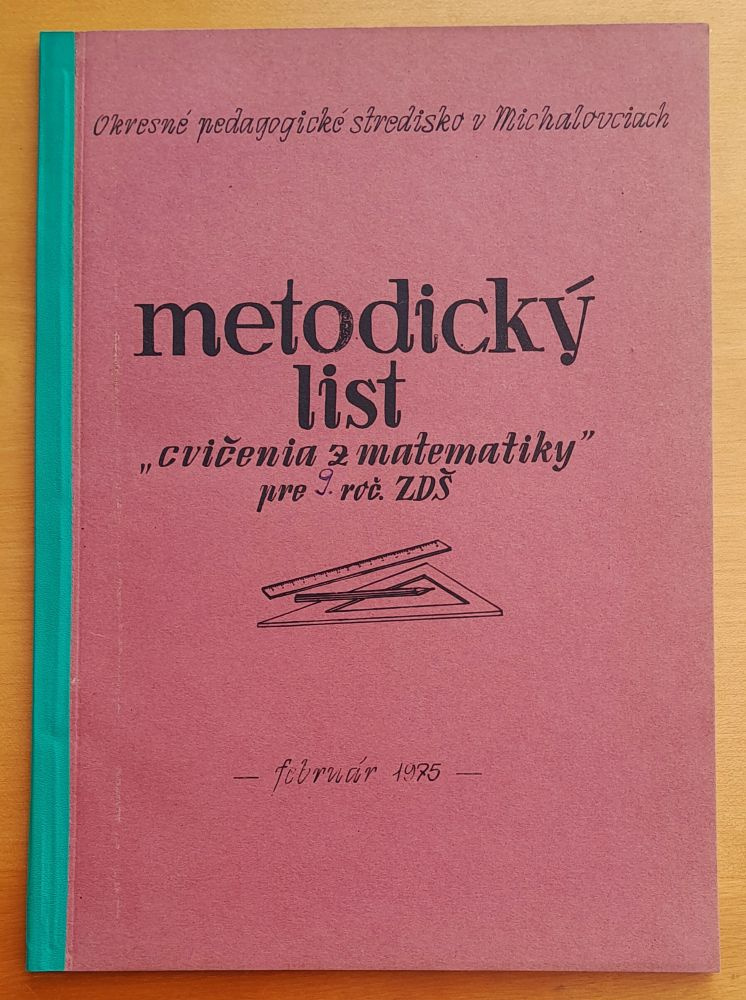 Okresné pedagogické stredisko v Michalovciach
metodický
list
„cvičenia z matematiky”
pre 9. roč. ZDŠ
— február 1975 —